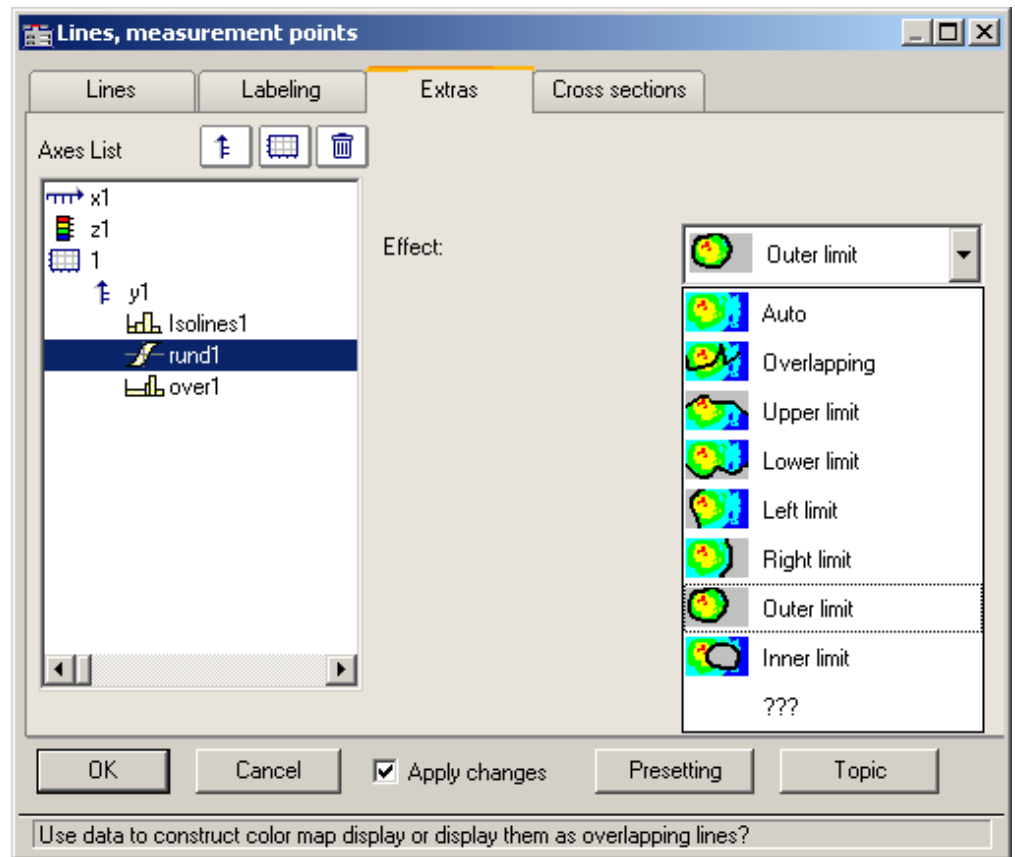 Lines, measurement points
Lines Labeling Extras Cross sections
Axes List
x1
z1
1
y1
Isolines1
rund1
over1
Effect:
Outer limit
Auto
Overlapping
Upper limit
Lower limit
Left limit
Right limit
Outer limit
Inner limit
???
OK Cancel Apply changes Presetting Topic
Use data to construct color map display or display them as overlapping lines?